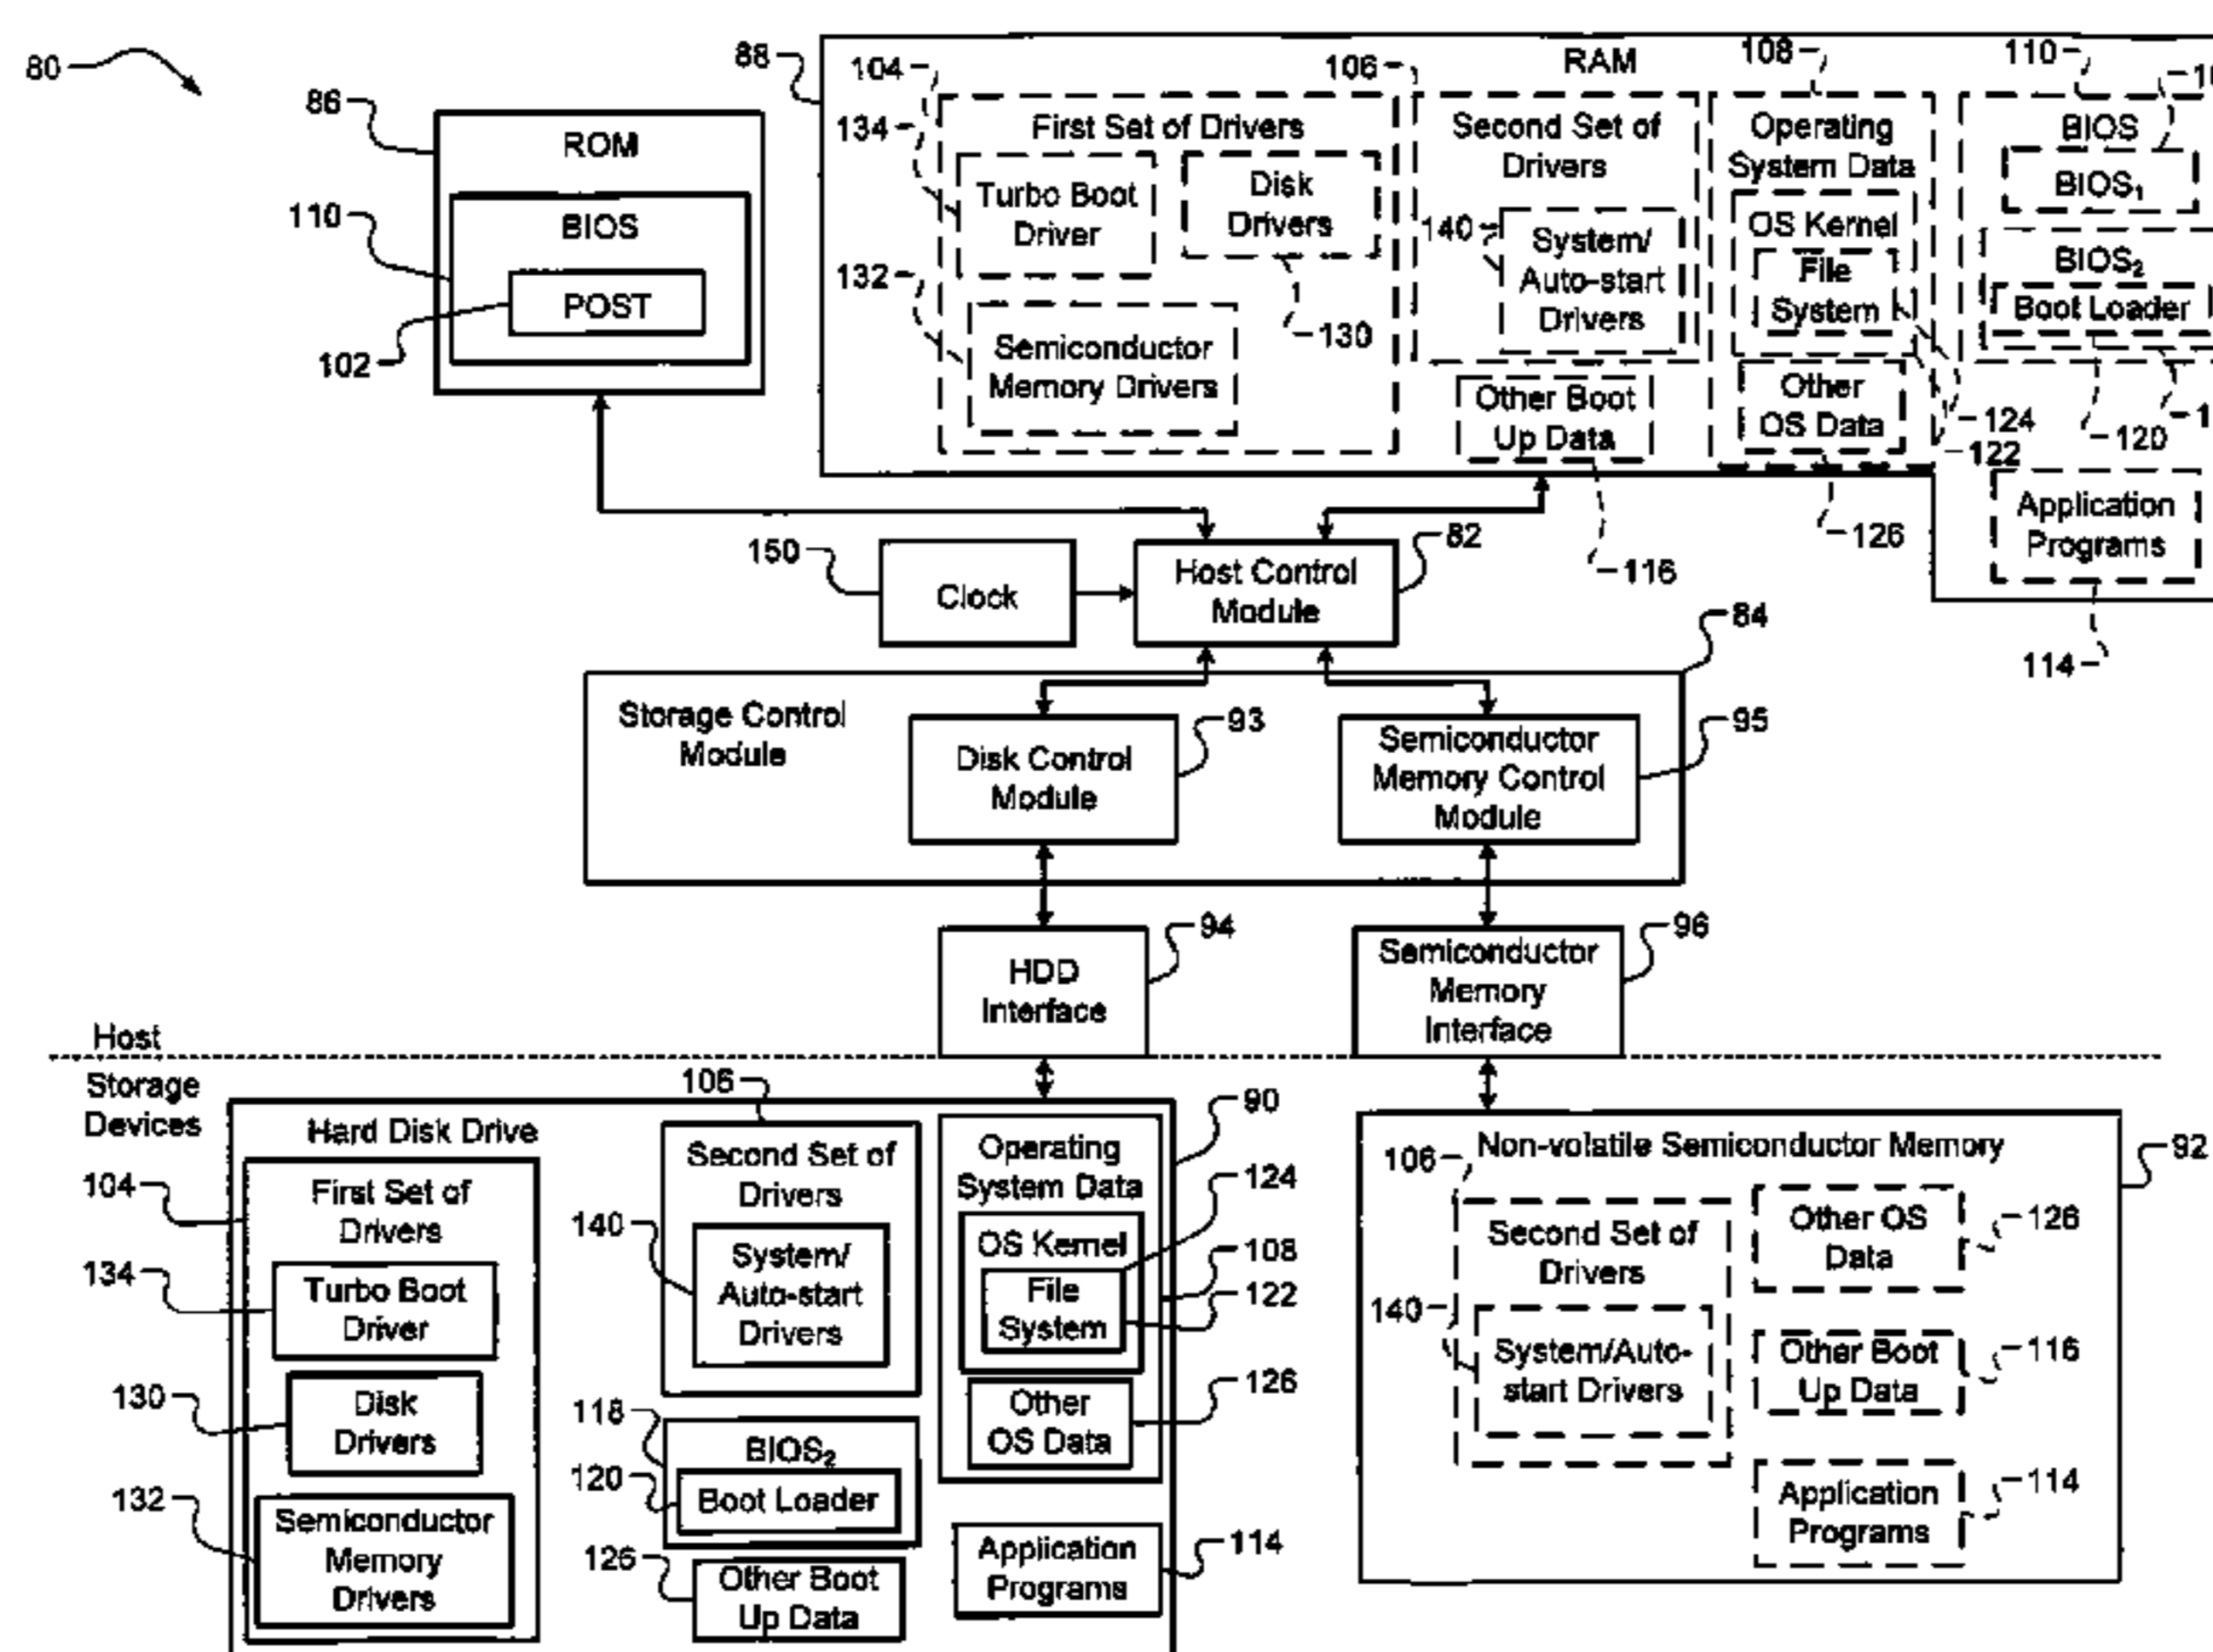 80
86
ROM
110
BIOS
POST
102
88
RAM
104
134
First Set of Drivers
Turbo Boot
Driver
Disk
Drivers
132
130
Semiconductor
Memory Drivers
106
Second Set of
Drivers
140
System/
Auto-start
Drivers
Other Boot
Up Data
116
108
Operating
System Data
OS Kernel
File
System
124
122
Other
OS Data
126
110
BIOS
BIOS₁
BIOS₂
Boot Loader
120
Application
Programs
114
150
Clock
82
Host Control
Module
84
Storage Control
Module
93
Disk Control
Module
95
Semiconductor
Memory Control
Module
94
HDD
Interface
96
Semiconductor
Memory
Interface
Host
Storage
Devices
90
Hard Disk Drive
104
First Set of
Drivers
134
Turbo Boot
Driver
130
Disk
Drivers
132
Semiconductor
Memory
Drivers
106
Second Set of
Drivers
140
System/
Auto-start
Drivers
118
BIOS₂
120
Boot Loader
126
Other Boot
Up Data
Operating
System Data
124
OS Kernel
108
File
System
122
126
Other
OS Data
Application
Programs
114
92
Non-volatile Semiconductor Memory
106
Second Set of
Drivers
140
System/Auto-
start Drivers
Other OS
Data
126
Other Boot
Up Data
116
Application
Programs
114